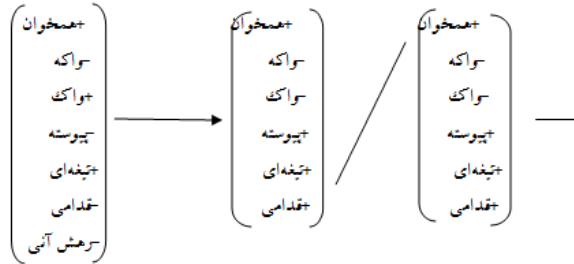 +همخوان
-واکه
+واک
-پیوسته
+تیغه‌ای
-قدامی
-رهش آنی
+همخوان
-واکه
-واک
+پیوسته
+تیغه‌ای
+قدامی
+همخوان
-واکه
-واک
+پیوسته
+تیغه‌ای
+قدامی